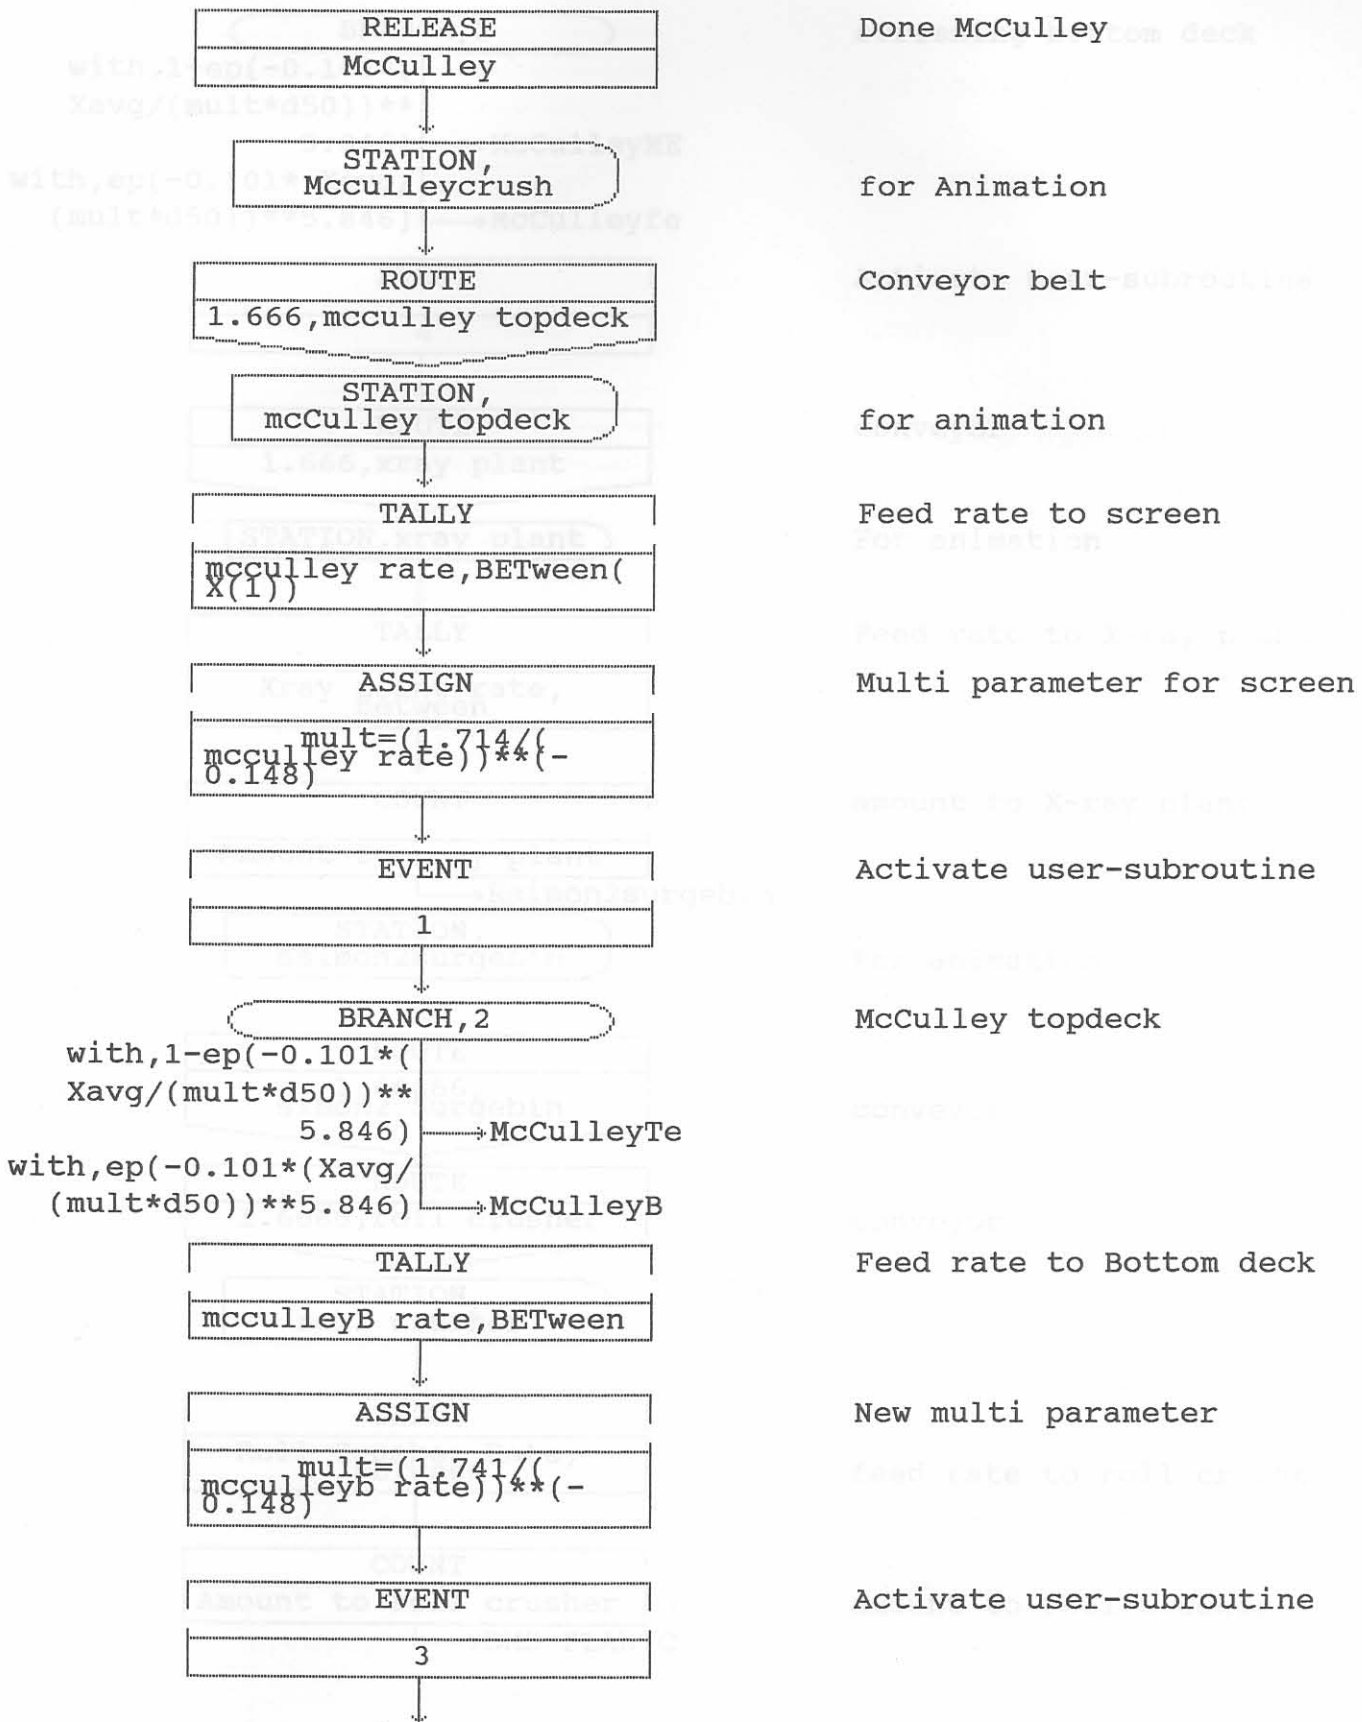 RELEASE
Done McCulley
McCulley
STATION,
Mcculleycrush
for Animation
ROUTE
Conveyor belt
1.666,mcculley topdeck
STATION,
mcCulley topdeck
for animation
TALLY
Feed rate to screen
mcculley rate,BETween(
X(1))
ASSIGN
Multi parameter for screen
mult=(1.714/(
mcculley rate))**(-
0.148)
EVENT
Activate user-subroutine
1
BRANCH,2
McCulley topdeck
with,1-ep(-0.101*(
Xavg/(mult*d50))**
5.846)
McCulleyTe
with,ep(-0.101*(Xavg/
(mult*d50))**5.846)
McCulleyB
TALLY
Feed rate to Bottom deck
mcculleyB rate,BETween
ASSIGN
New multi parameter
mult=(1.741/(
mcculleyb rate))**(-
0.148)
EVENT
Activate user-subroutine
3